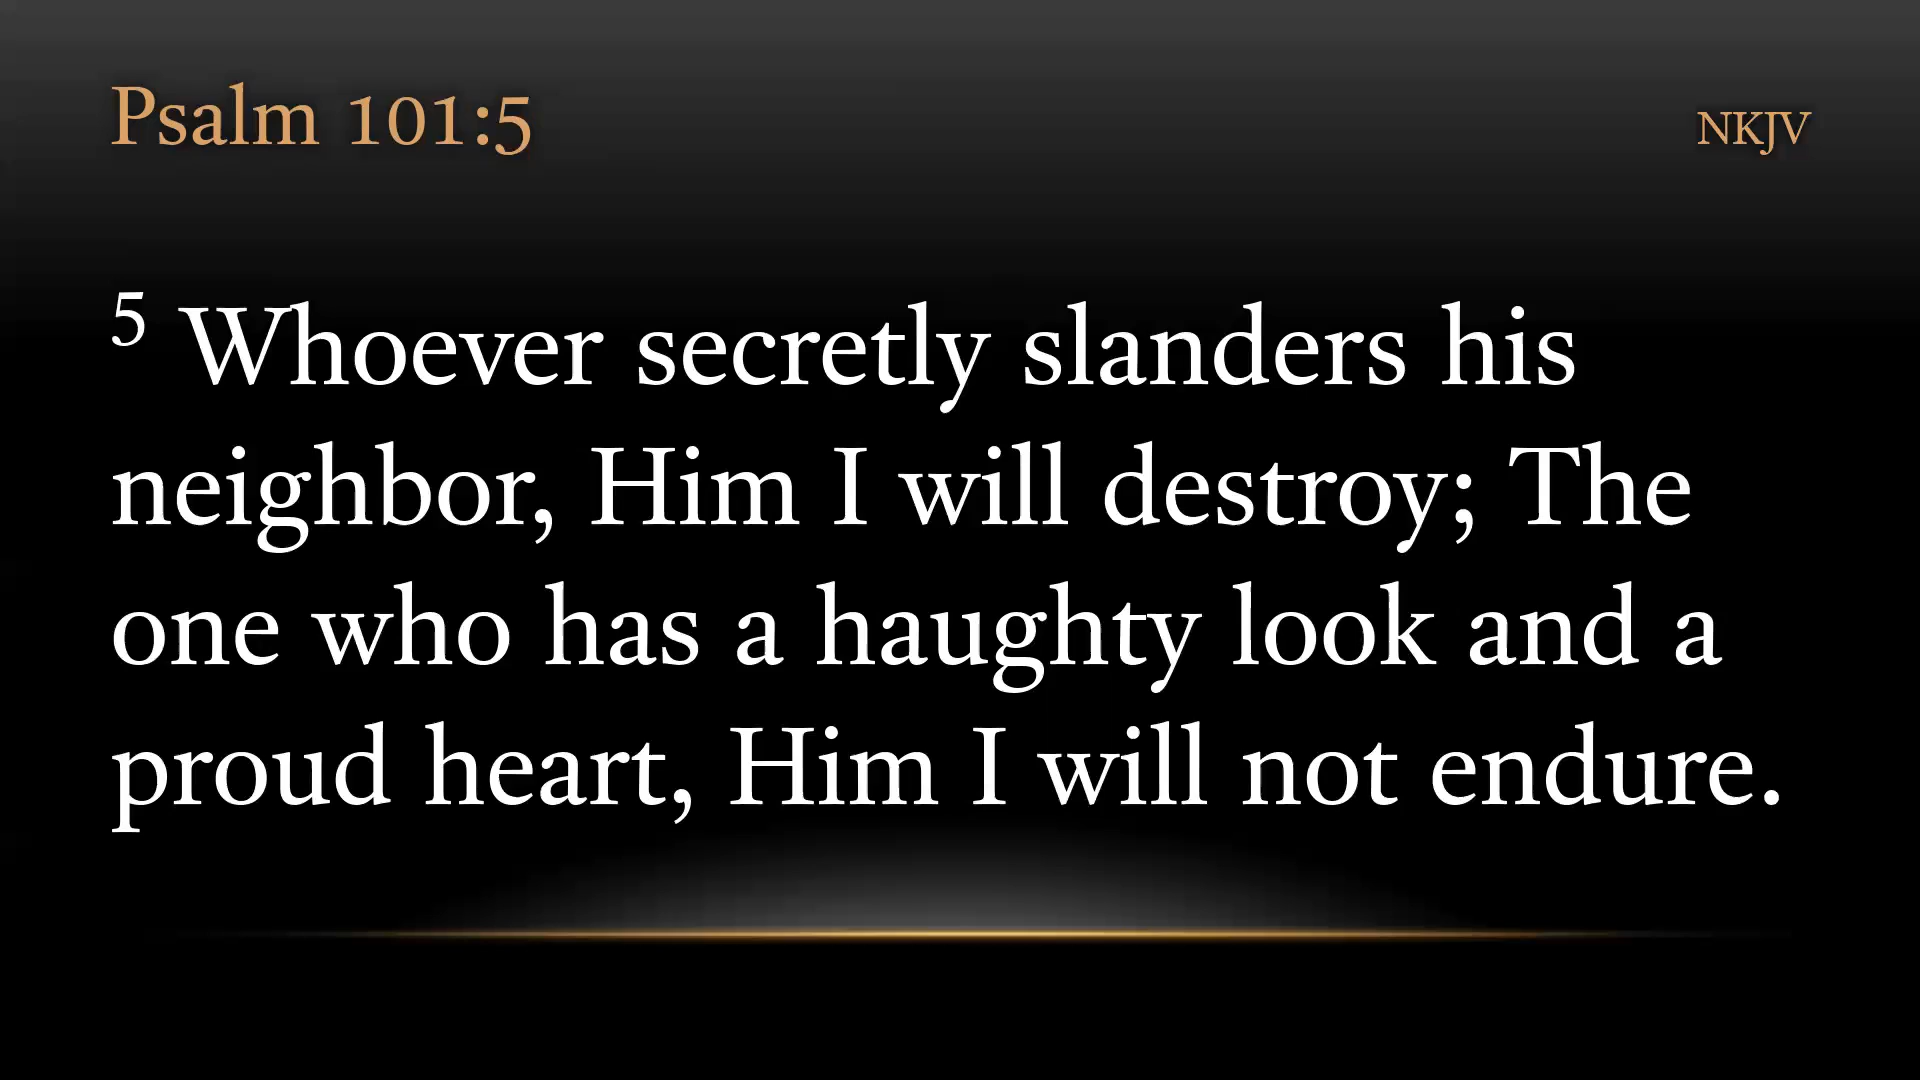 Psalm 101:5
NKJV
5 Whoever secretly slanders his
neighbor, Him I will destroy; The
one who has a haughty look and a
proud heart, Him I will not endure.